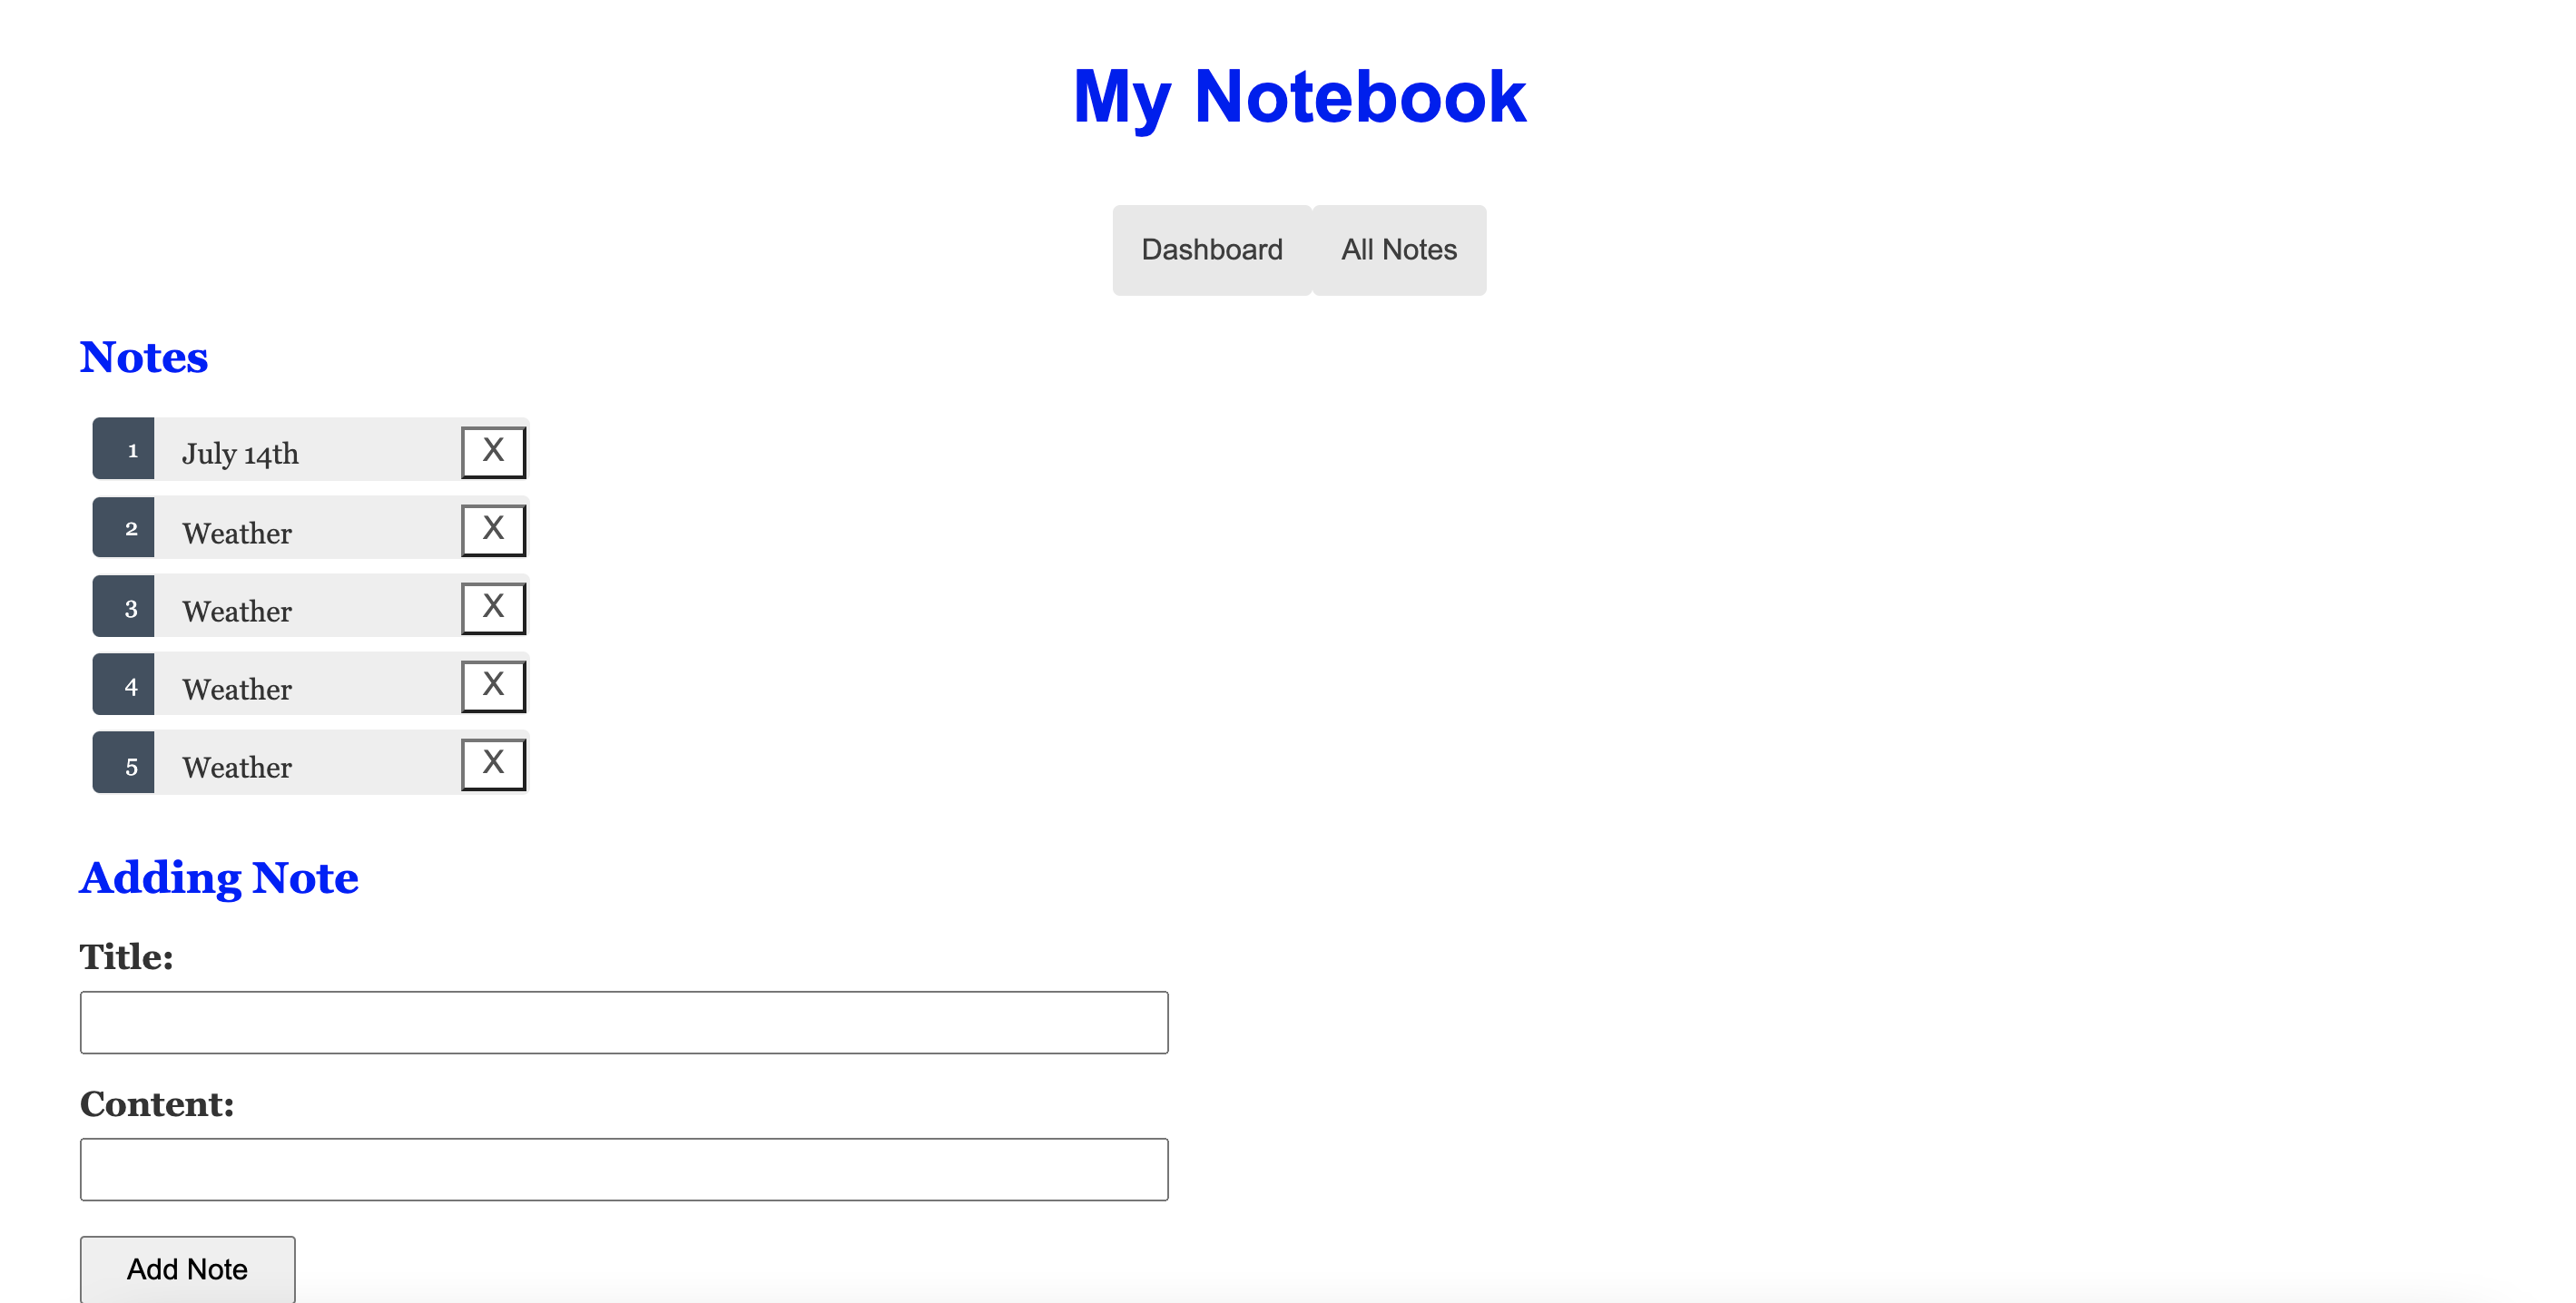 My Notebook
Dashboard All Notes
Notes
1 July 14th X
2 Weather X
3 Weather X
4 Weather X
5 Weather X
Adding Note
Title:
Content:
Add Note